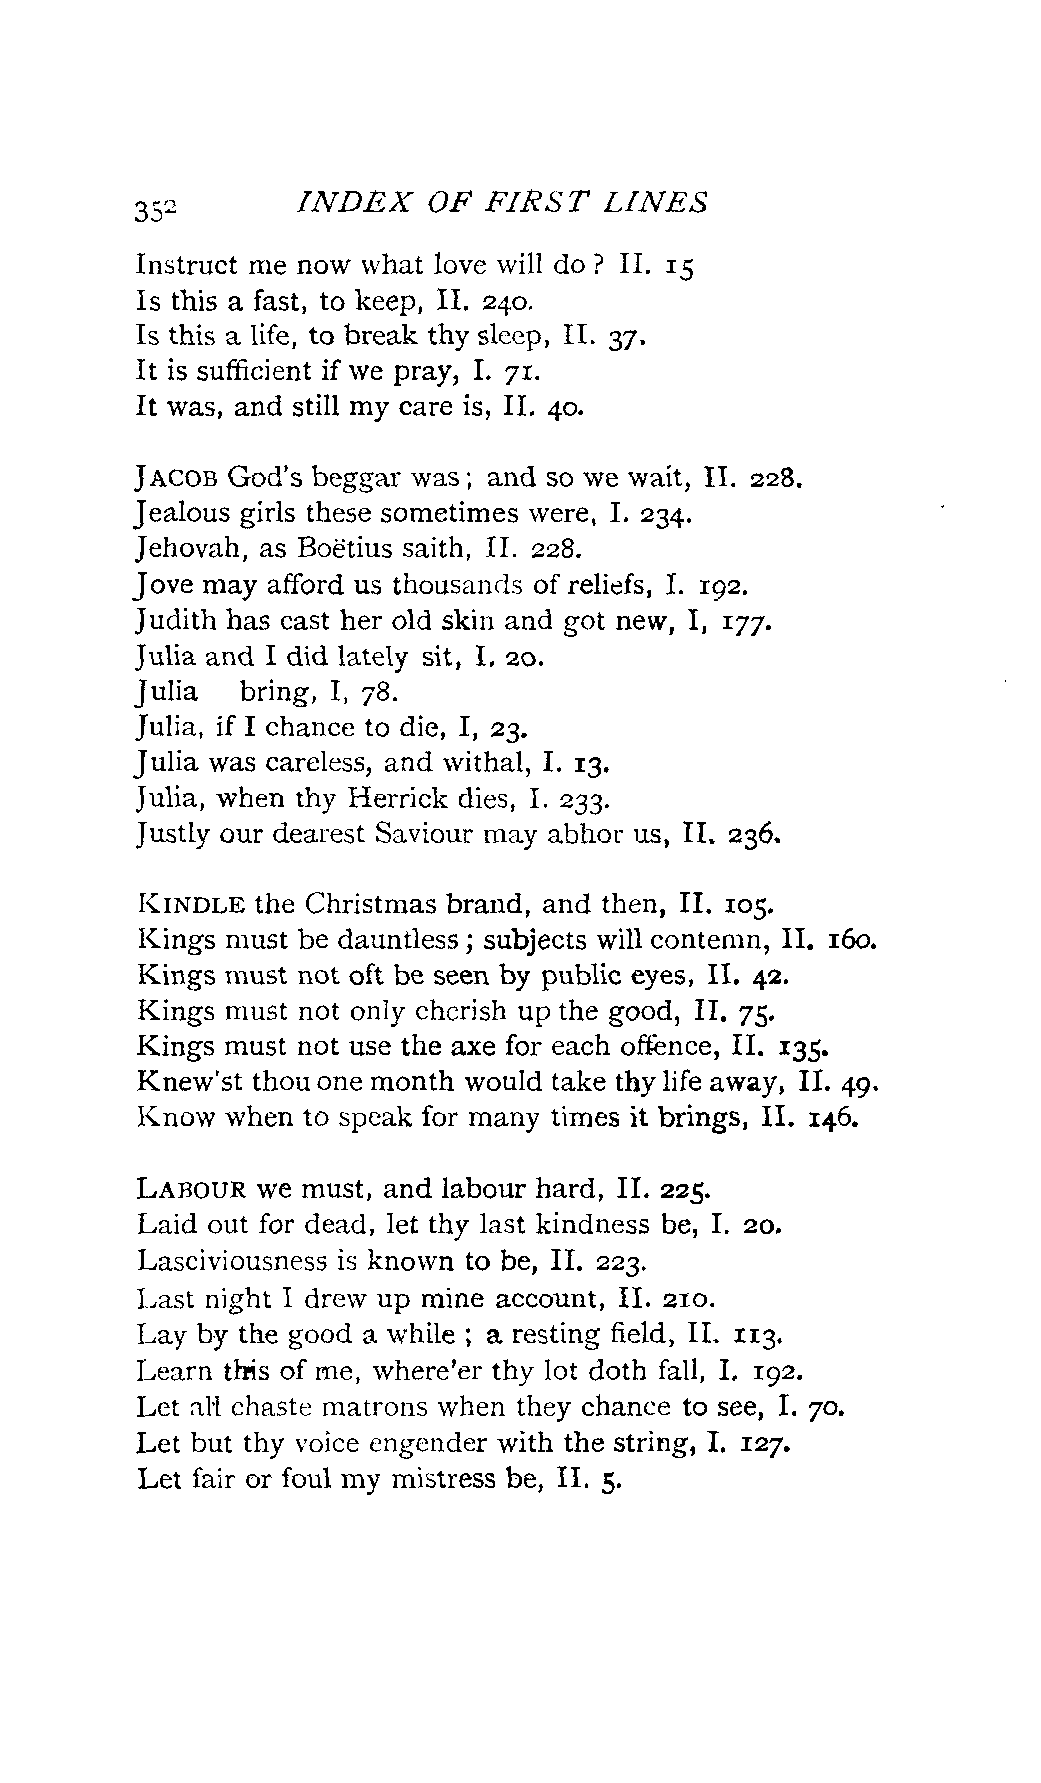 352 INDEX OF FIRST LINES
Instruct me now what love will do? II. 15
Is this a fast, to keep, II. 240.
Is this a life, to break thy sleep, II. 37.
It is sufficient if we pray, I. 71.
It was, and still my care is, II. 40.
JACOB God's beggar was; and so we wait, II. 228.
Jealous girls these sometimes were, I. 234.
Jehovah, as Boëtius saith, II. 228.
Jove may afford us thousands of reliefs, I. 192.
Judith has cast her old skin and got new, I, 177.
Julia and I did lately sit, I. 20.
Julia bring, I, 78.
Julia, if I chance to die, I, 23.
Julia was careless, and withal, I. 13.
Julia, when thy Herrick dies, I. 233.
Justly our dearest Saviour may abhor us, II. 236.
KINDLE the Christmas brand, and then, II. 105.
Kings must be dauntless; subjects will contemn, II. 160.
Kings must not oft be seen by public eyes, II. 42.
Kings must not only cherish up the good, II. 75.
Kings must not use the axe for each offence, II. 135.
Knew'st thou one month would take thy life away, II. 49.
Know when to speak for many times it brings, II. 146.
LABOUR we must, and labour hard, II. 225.
Laid out for dead, let thy last kindness be, I. 20.
Lasciviousness is known to be, II. 223.
Last night I drew up mine account, II. 210.
Lay by the good a while; a resting field, II. 113.
Learn this of me, where'er thy lot doth fall, I. 192.
Let all chaste matrons when they chance to see, I. 70.
Let but thy voice engender with the string, I. 127.
Let fair or foul my mistress be, II. 5.